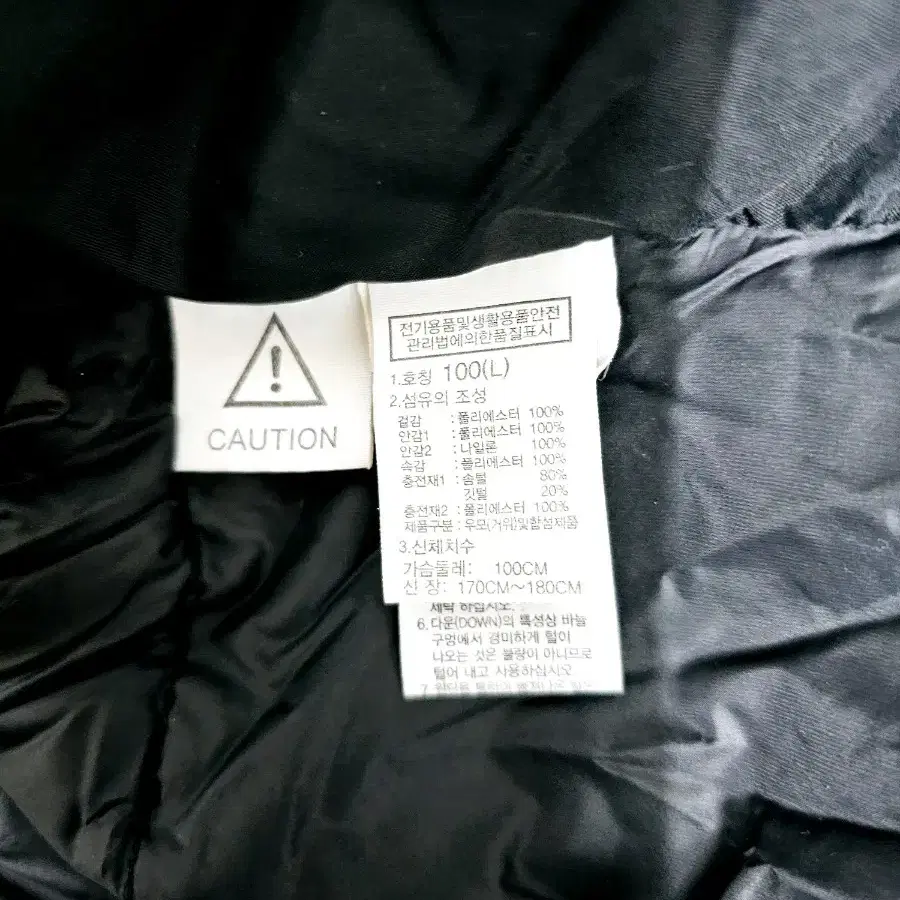 CAUTION
전기용품및생활용품안전
관리법에의한품질표시
1.호칭 100(L)
2.섬유의 조성
겉감 : 폴리에스터 100%
안감1 : 폴리에스터 100%
안감2 : 나일론 100%
속감 : 폴리에스터 100%
충전재1 : 솜털 80%
깃털 20%
충전재2 : 폴리에스터 100%
제품구분 : 우모(거위)및합성제품
3.신체치수
가슴둘레: 100CM
신 장: 170CM~180CM
세탁 하십시오.
6.다운(DOWN)의 특성상 바늘
구멍에서 경미하게 털이
나오는 것은 불량이 아니므로
털어 내고 사용하십시오
7.